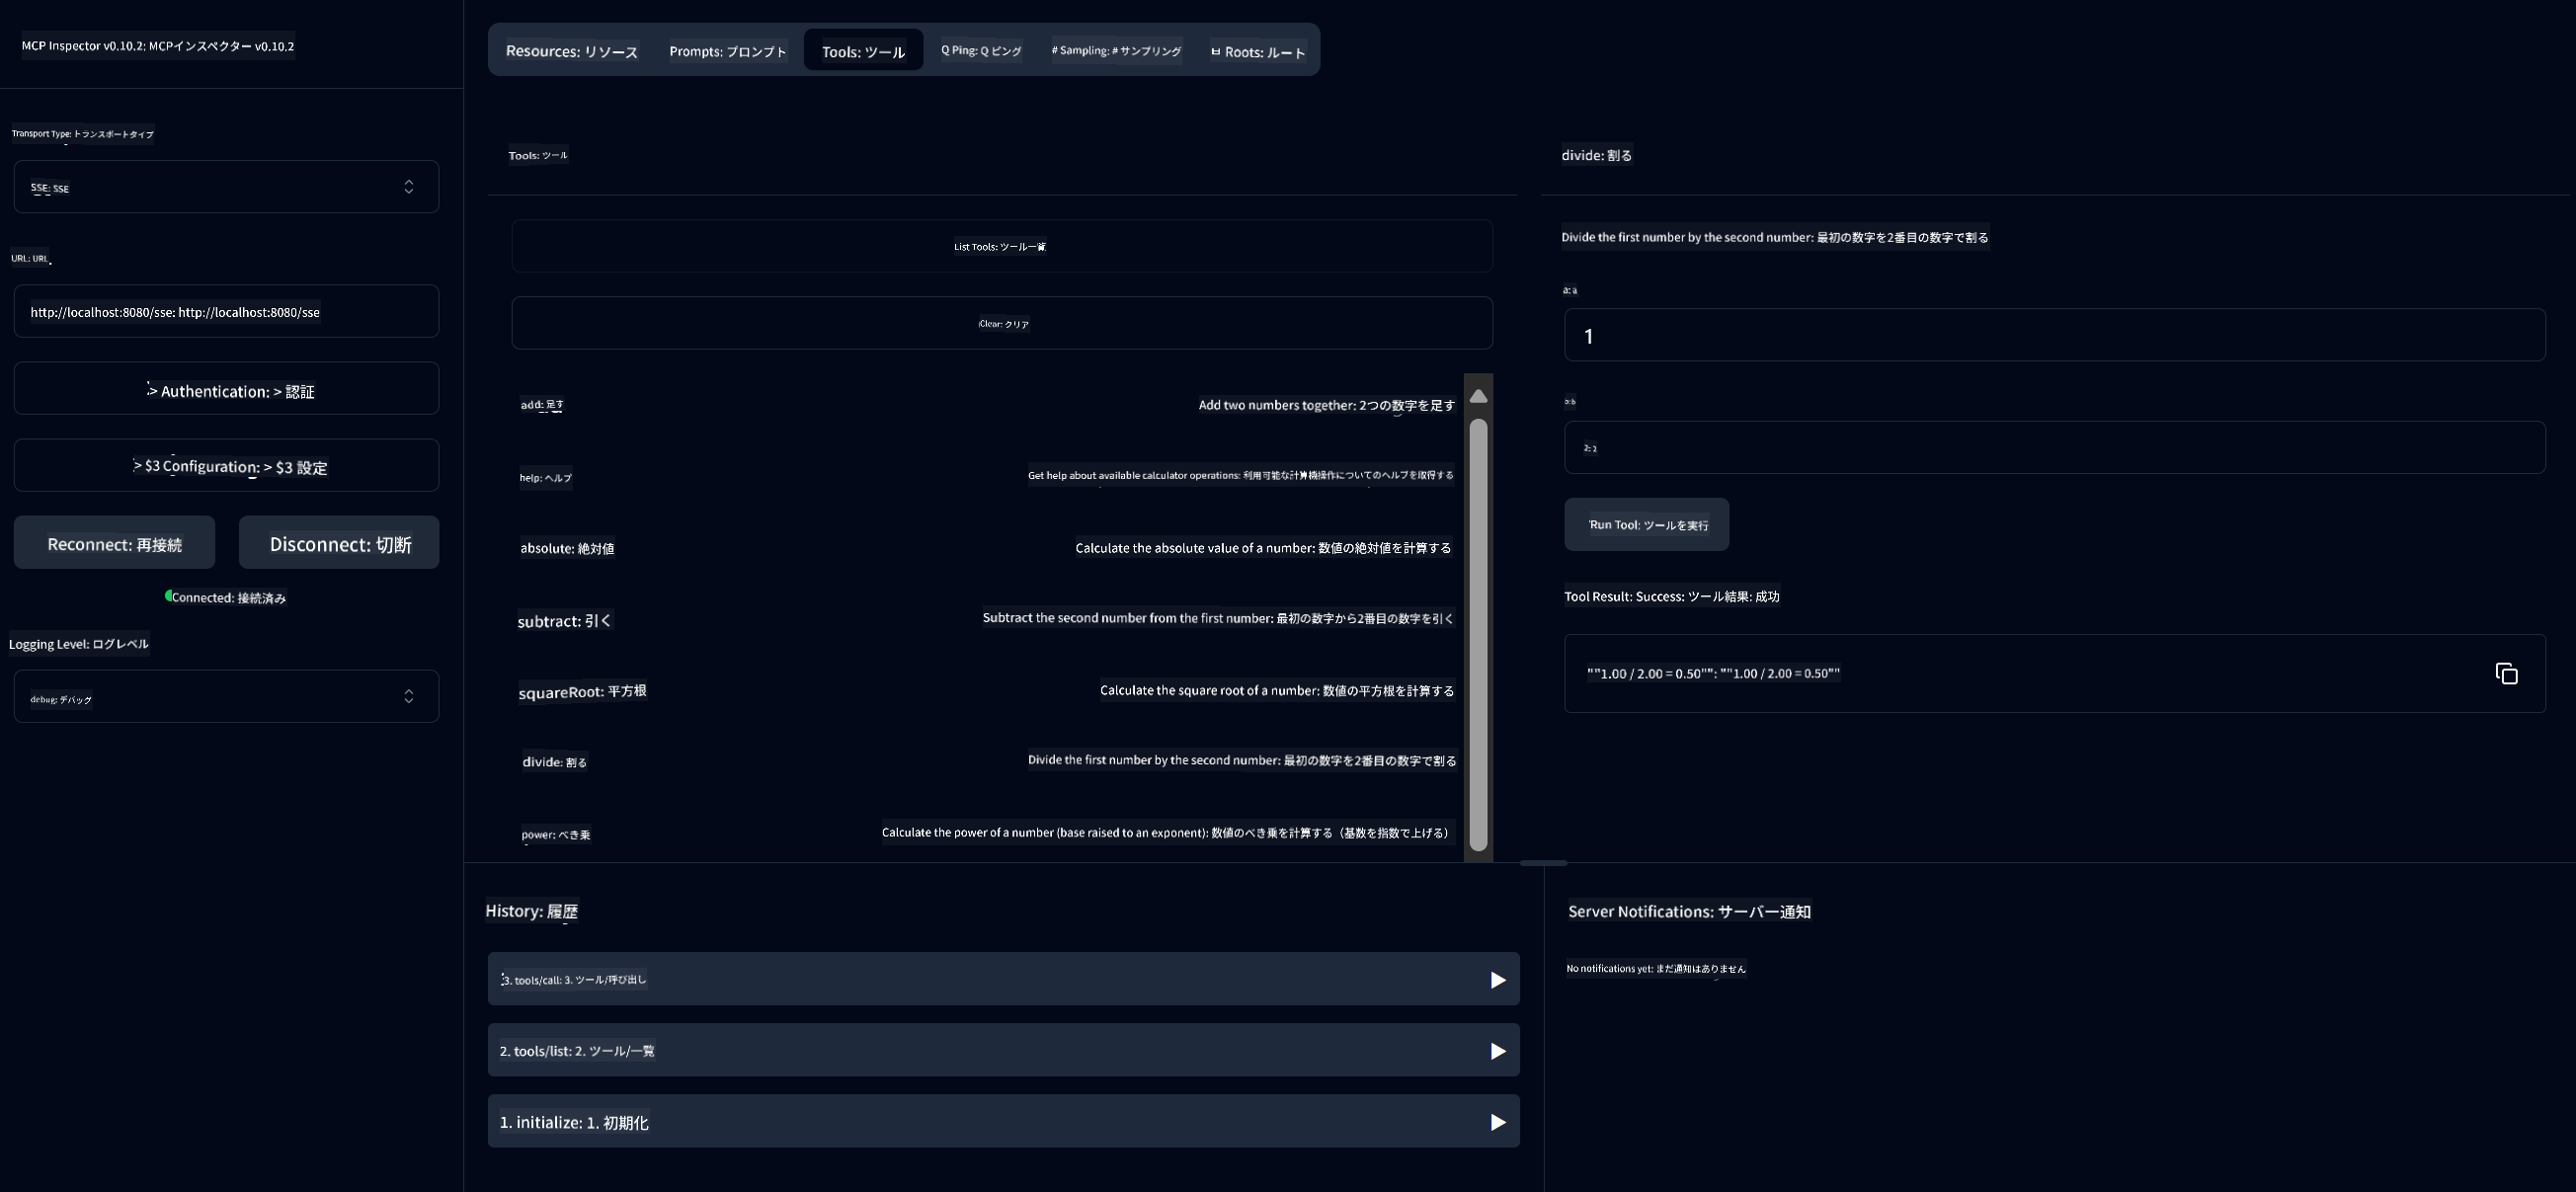 MCP Inspector v0.10.2: MCPインスペクター v0.10.2
Transport Type: トランスポートタイプ
SSE: SSE
URL: URL
http://localhost:8080/sse: http://localhost:8080/sse
> Authentication: > 認証
> $3 Configuration: > $3 設定
Reconnect: 再接続
Disconnect: 切断
Connected: 接続済み
Logging Level: ログレベル
debug: デバッグ
Resources: リソース
Prompts: プロンプト
Tools: ツール
Q Ping: Q ピング
# Sampling: # サンプリング
Roots: ルート
Tools: ツール
List Tools: ツール一覧
Clear: クリア
add: 足す
Add two numbers together: 2つの数字を足す
help: ヘルプ
Get help about available calculator operations: 利用可能な計算機操作についてのヘルプを取得する
absolute: 絶対値
Calculate the absolute value of a number: 数値の絶対値を計算する
subtract: 引く
Subtract the second number from the first number: 最初の数字から2番目の数字を引く
squareRoot: 平方根
Calculate the square root of a number: 数値の平方根を計算する
divide: 割る
Divide the first number by the second number: 最初の数字を2番目の数字で割る
power: べき乗
Calculate the power of a number (base raised to an exponent): 数値のべき乗を計算する（基数を指数で上げる）
divide: 割る
Divide the first number by the second number: 最初の数字を2番目の数字で割る
a: a
1
b: b
2: 2
Run Tool: ツールを実行
Tool Result: Success: ツール結果: 成功
""1.00 / 2.00 = 0.50"": ""1.00 / 2.00 = 0.50""
History: 履歴
3. tools/call: 3. ツール/呼び出し
2. tools/list: 2. ツール/一覧
1. initialize: 1. 初期化
Server Notifications: サーバー通知
No notifications yet: まだ通知はありません